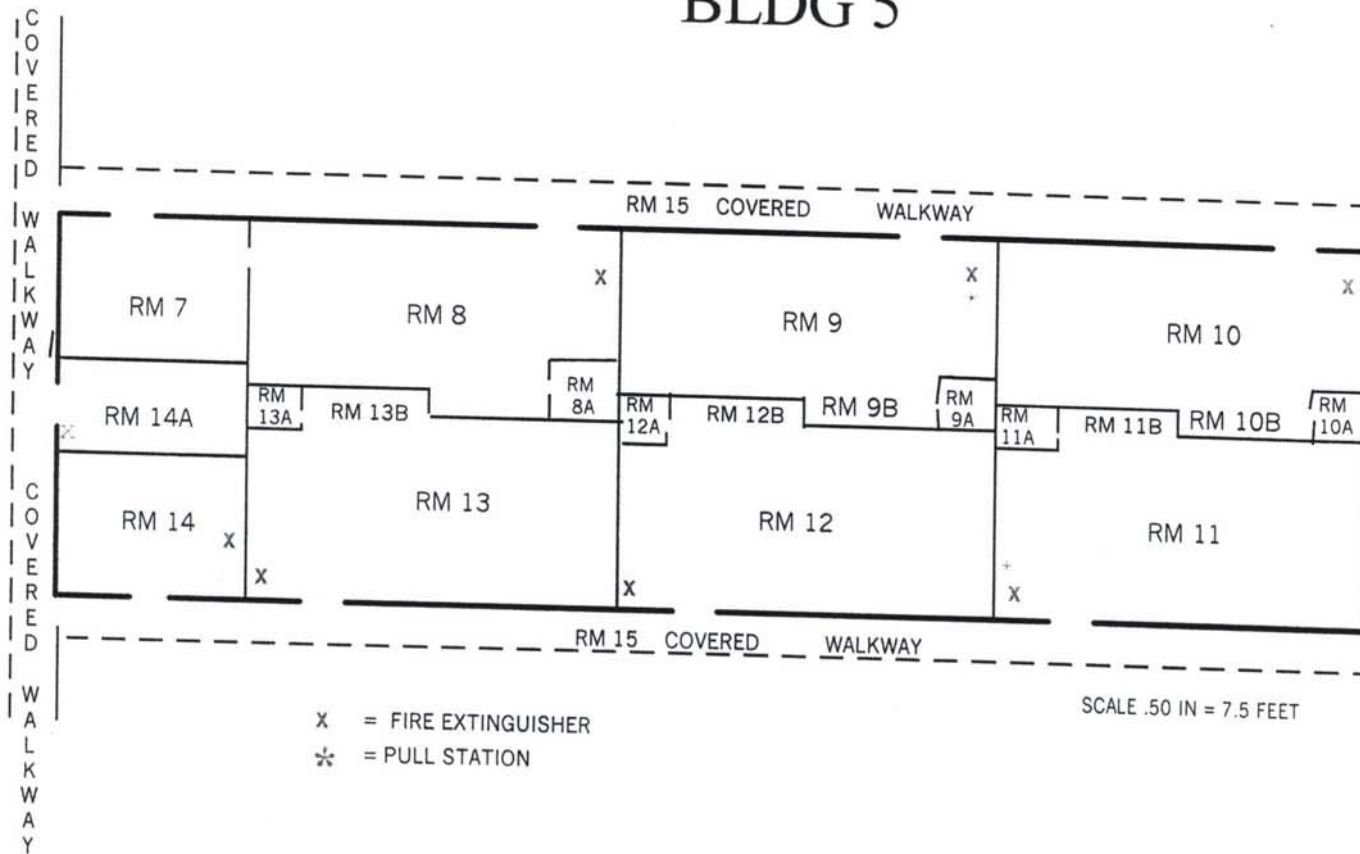 BLDG 5
COVERED WALKWAY
COVERED WALKWAY
RM 15 COVERED WALKWAY
RM 7
RM 8
RM 9
RM 10
RM 14A
RM 13A
RM 13B
RM 8A
RM 12A
RM 12B
RM 9B
RM 9A
RM 11A
RM 11B
RM 10B
RM 10A
RM 14
RM 13
RM 12
RM 11
X
X
X
X
X
X
X
X
RM 15 COVERED WALKWAY
X = FIRE EXTINGUISHER
* = PULL STATION
SCALE .50 IN = 7.5 FEET